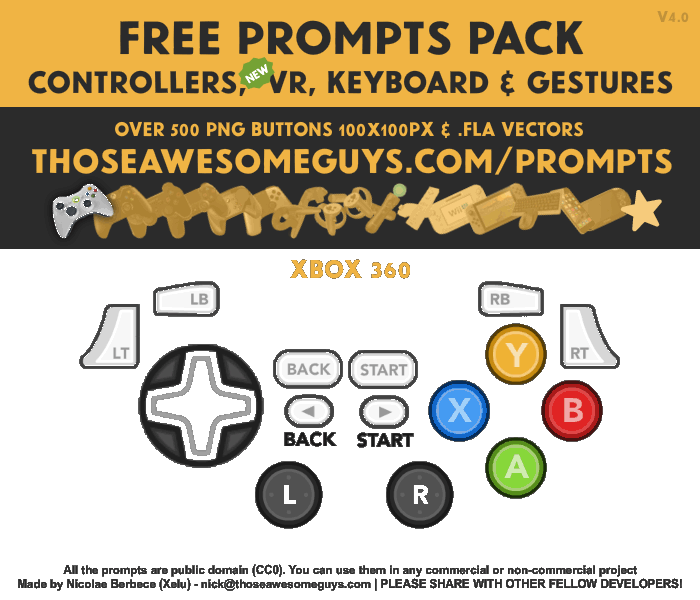 V4.0
FREE PROMPTS PACK
CONTROLLERS, VR, KEYBOARD & GESTURES
NEW
OVER 500 PNG BUTTONS 100X100PX & .FLA VECTORS
THOSEAWESOMEGUYS.COM/PROMPTS
XBOX 360
LB
RB
LT
RT
Y
BACK
START
X
B
BACK
START
A
L
R
All the prompts are public domain (CC0). You can use them in any commercial or non-commercial project
Made by Nicolae Berbece (Xelu) - nick@thoseawesomeguys.com | PLEASE SHARE WITH OTHER FELLOW DEVELOPERS!